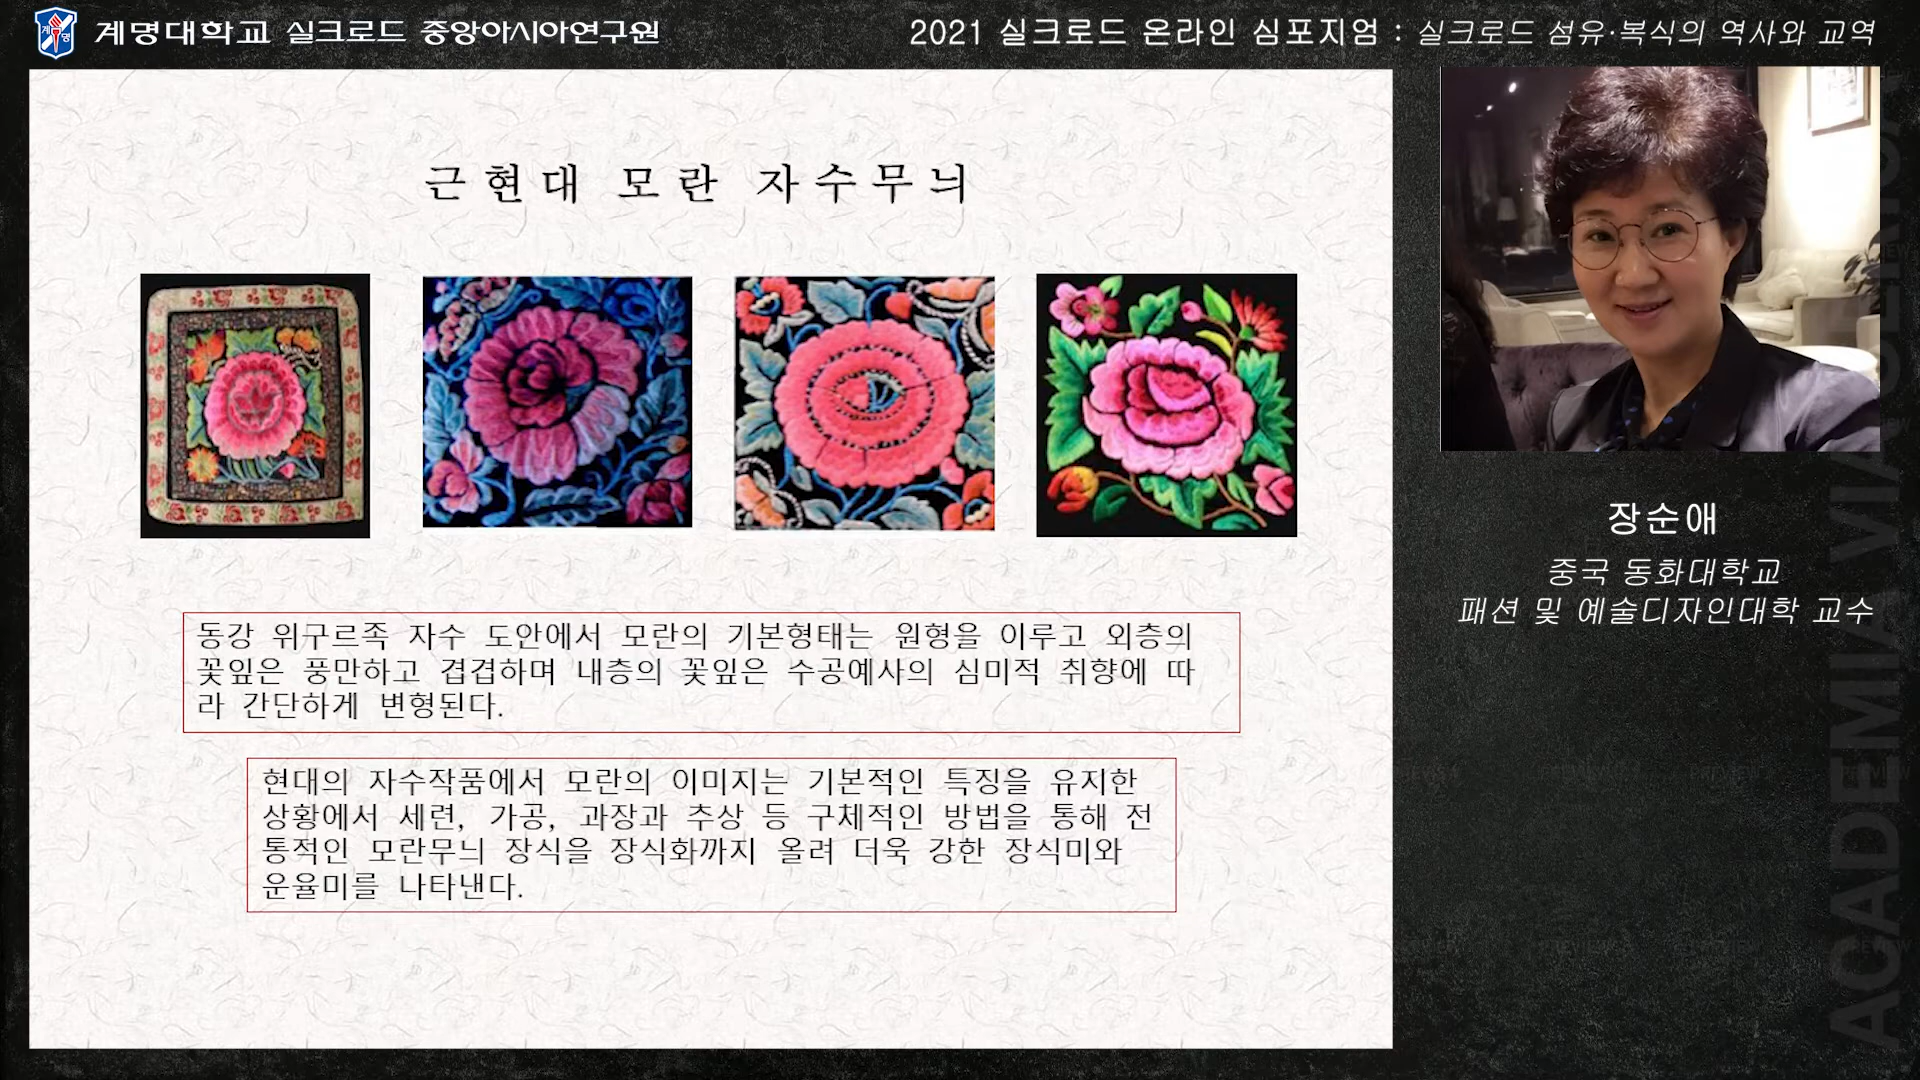 계명대학교 실크로드 중앙아시아연구원
2021 실크로드 온라인 심포지엄 : 실크로드 섬유·복식의 역사와 교역
근현대 모란 자수무늬
동강 위구르족 자수 도안에서 모란의 기본형태는 원형을 이루고 외층의
꽃잎은 풍만하고 겹겹하며 내층의 꽃잎은 수공예사의 심미적 취향에 따
라 간단하게 변형된다.
현대의 자수작품에서 모란의 이미지는 기본적인 특징을 유지한
상황에서 세련, 가공, 과장과 추상 등 구체적인 방법을 통해 전
통적인 모란무늬 장식을 장식화까지 올려 더욱 강한 장식미와
운율미를 나타낸다.
장순애
중국 동화대학교
패션 및 예술디자인대학 교수
ACADEMIA VIA